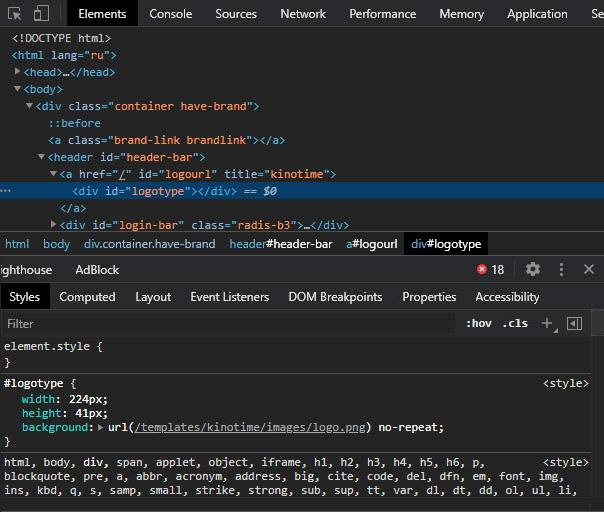 Elements Console Sources Network Performance Memory Application Se
<!DOCTYPE html>
<html lang="ru">
<head>…</head>
<body>
<div class="container have-brand">
::before
<a class="brand-link brandlink"></a>
<header id="header-bar">
<a href="/" id="logourl" title="kinotime">
<div id="logotype"></div> == $0
</a>
<div id="login-bar" class="radis-b3">…</div>
html body div.container.have-brand header#header-bar a#logourl div#logotype
ighthouse AdBlock 18
Styles Computed Layout Event Listeners DOM Breakpoints Properties Accessibility
Filter :hov .cls
element.style {
}
#logotype { <style>
width: 224px;
height: 41px;
background: url(/templates/kinotime/images/logo.png) no-repeat;
}
html, body, div, span, applet, object, iframe, h1, h2, h3, h4, h5, h6, p, <style>
blockquote, pre, a, abbr, acronym, address, big, cite, code, del, dfn, em, font, img,
ins, kbd, q, s, samp, small, strike, strong, sub, sup, tt, var, dl, dt, dd, ol, ul, li,